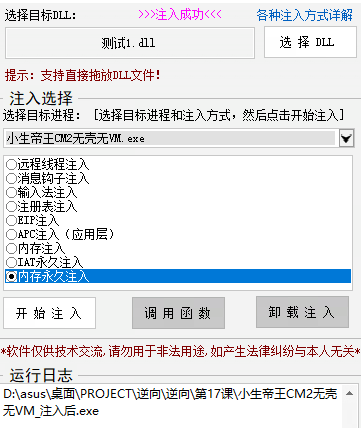 选择目标DLL:
>>>注入成功<<<
各种注入方式详解
测试1.dll
选 择 DLL
提示: 支持直接拖放DLL文件!
注入选择
选择目标进程: [选择目标进程和注入方式，然后点击开始注入]
小生帝王CM2无壳无VM.exe
远程线程注入
消息钩子注入
输入法注入
注册表注入
EIP注入
APC注入（应用层）
内存注入
IAT永久注入
内存永久注入
开 始 注 入
调 用 函 数
卸 载 注 入
*软件仅供技术交流,请勿用于非法用途,如产生法律纠纷与本人无关*
运行日志
D:\asus\桌面\PROJECT\逆向\逆向\第17课\小生帝王CM2无壳
无VM_注入后.exe